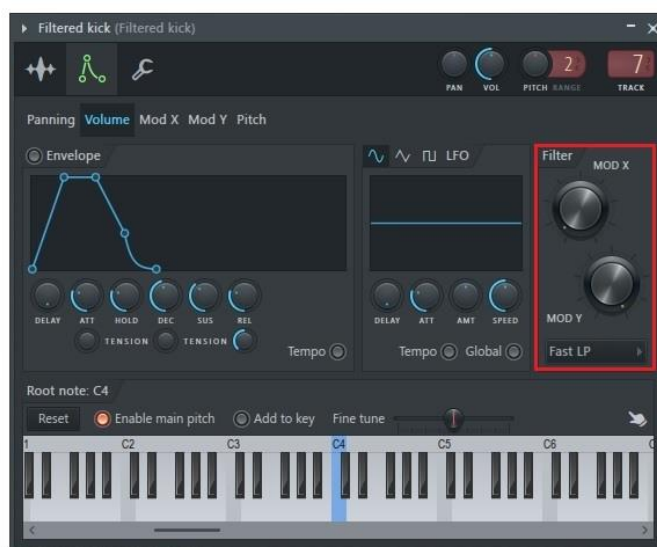 Filtered kick (Filtered kick)
PAN VOL PITCH RANGE TRACK
2 7
Panning Volume Mod X Mod Y Pitch
Envelope
LFO
Filter
MOD X
DELAY ATT HOLD DEC SUS REL
TENSION TENSION
Tempo
DELAY ATT AMT SPEED
Tempo Global
MOD Y
Fast LP
Root note: C4
Reset Enable main pitch Add to key Fine tune
1 C2 C3 C4 C5 C6